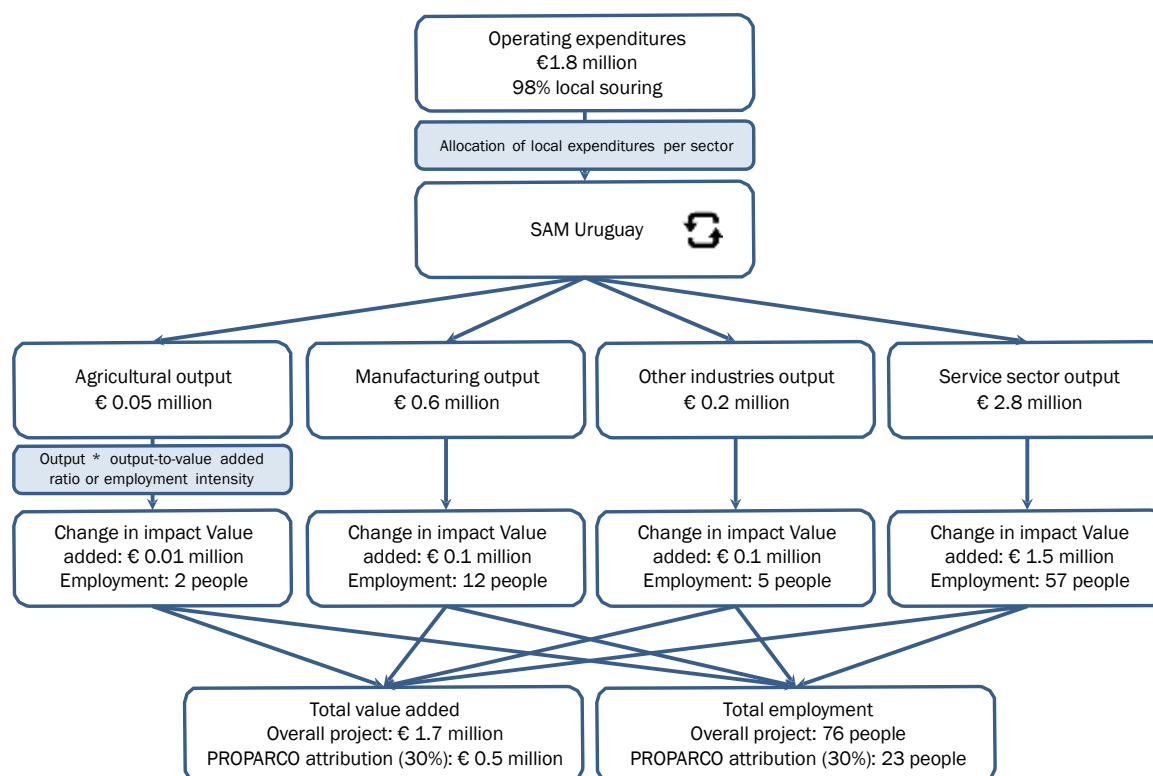 Operating expenditures
€1.8 million
98% local souring
Allocation of local expenditures per sector
SAM Uruguay
Agricultural output
€ 0.05 million
Manufacturing output
€ 0.6 million
Other industries output
€ 0.2 million
Service sector output
€ 2.8 million
Output * output-to-value added
ratio or employment intensity
Change in impact Value
added: € 0.01 million
Employment: 2 people
Change in impact Value
added: € 0.1 million
Employment: 12 people
Change in impact Value
added: € 0.1 million
Employment: 5 people
Change in impact Value
added: € 1.5 million
Employment: 57 people
Total value added
Overall project: € 1.7 million
PROPARCO attribution (30%): € 0.5 million
Total employment
Overall project: 76 people
PROPARCO attribution (30%): 23 people